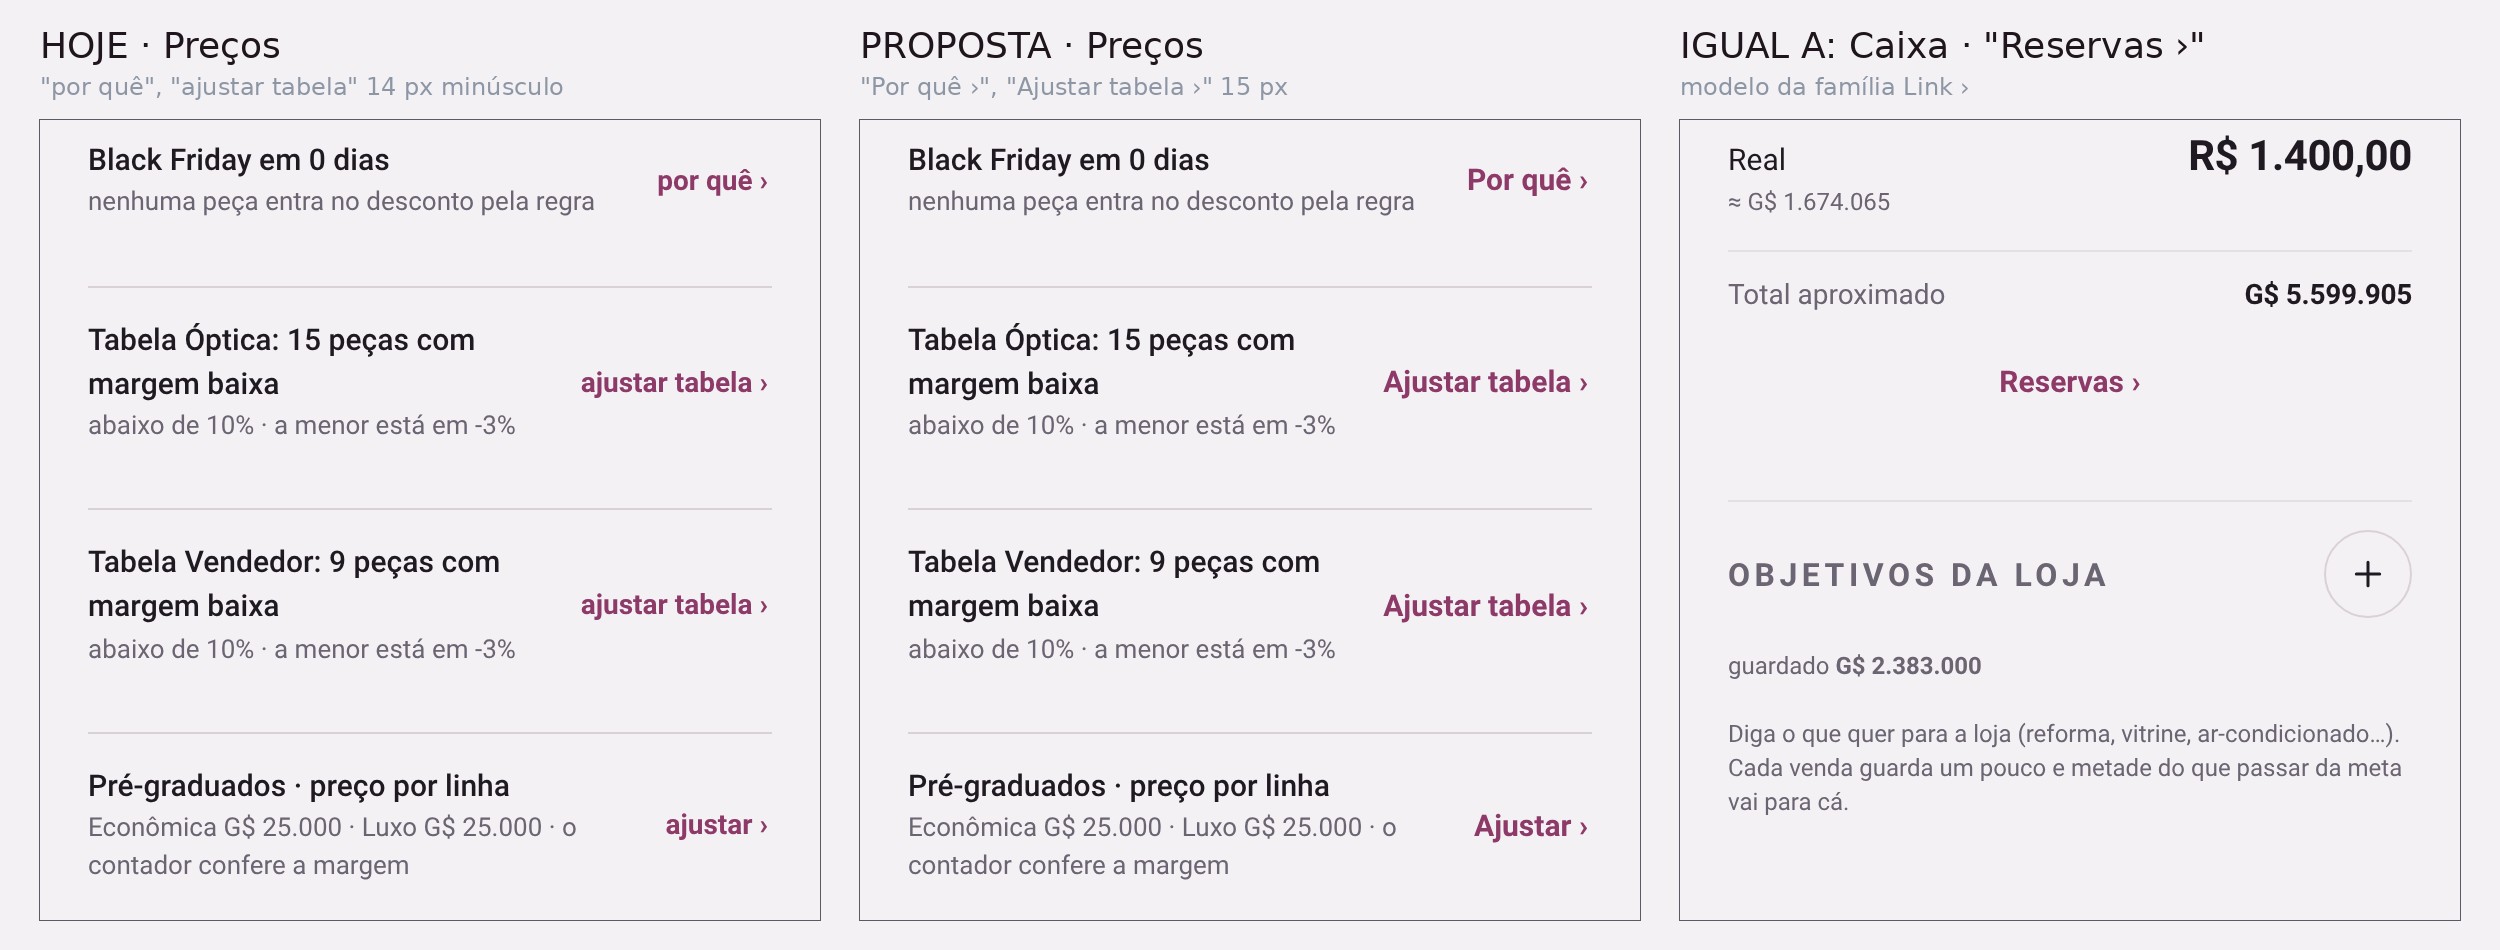 HOJE · Preços
"por quê", "ajustar tabela" 14 px minúsculo
Black Friday em 0 dias
nenhuma peça entra no desconto pela regra
por quê ›
Tabela Óptica: 15 peças com
margem baixa
abaixo de 10% · a menor está em -3%
ajustar tabela ›
Tabela Vendedor: 9 peças com
margem baixa
abaixo de 10% · a menor está em -3%
ajustar tabela ›
Pré-graduados · preço por linha
Econômica G$ 25.000 · Luxo G$ 25.000 · o
contador confere a margem
ajustar ›
PROPOSTA · Preços
"Por quê ›", "Ajustar tabela ›" 15 px
Black Friday em 0 dias
nenhuma peça entra no desconto pela regra
Por quê ›
Tabela Óptica: 15 peças com
margem baixa
abaixo de 10% · a menor está em -3%
Ajustar tabela ›
Tabela Vendedor: 9 peças com
margem baixa
abaixo de 10% · a menor está em -3%
Ajustar tabela ›
Pré-graduados · preço por linha
Econômica G$ 25.000 · Luxo G$ 25.000 · o
contador confere a margem
Ajustar ›
IGUAL A: Caixa · "Reservas ›"
modelo da família Link ›
Real
R$ 1.400,00
≈ G$ 1.674.065
Total aproximado
G$ 5.599.905
Reservas ›
OBJETIVOS DA LOJA
+
guardado G$ 2.383.000
Diga o que quer para a loja (reforma, vitrine, ar-condicionado…).
Cada venda guarda um pouco e metade do que passar da meta
vai para cá.